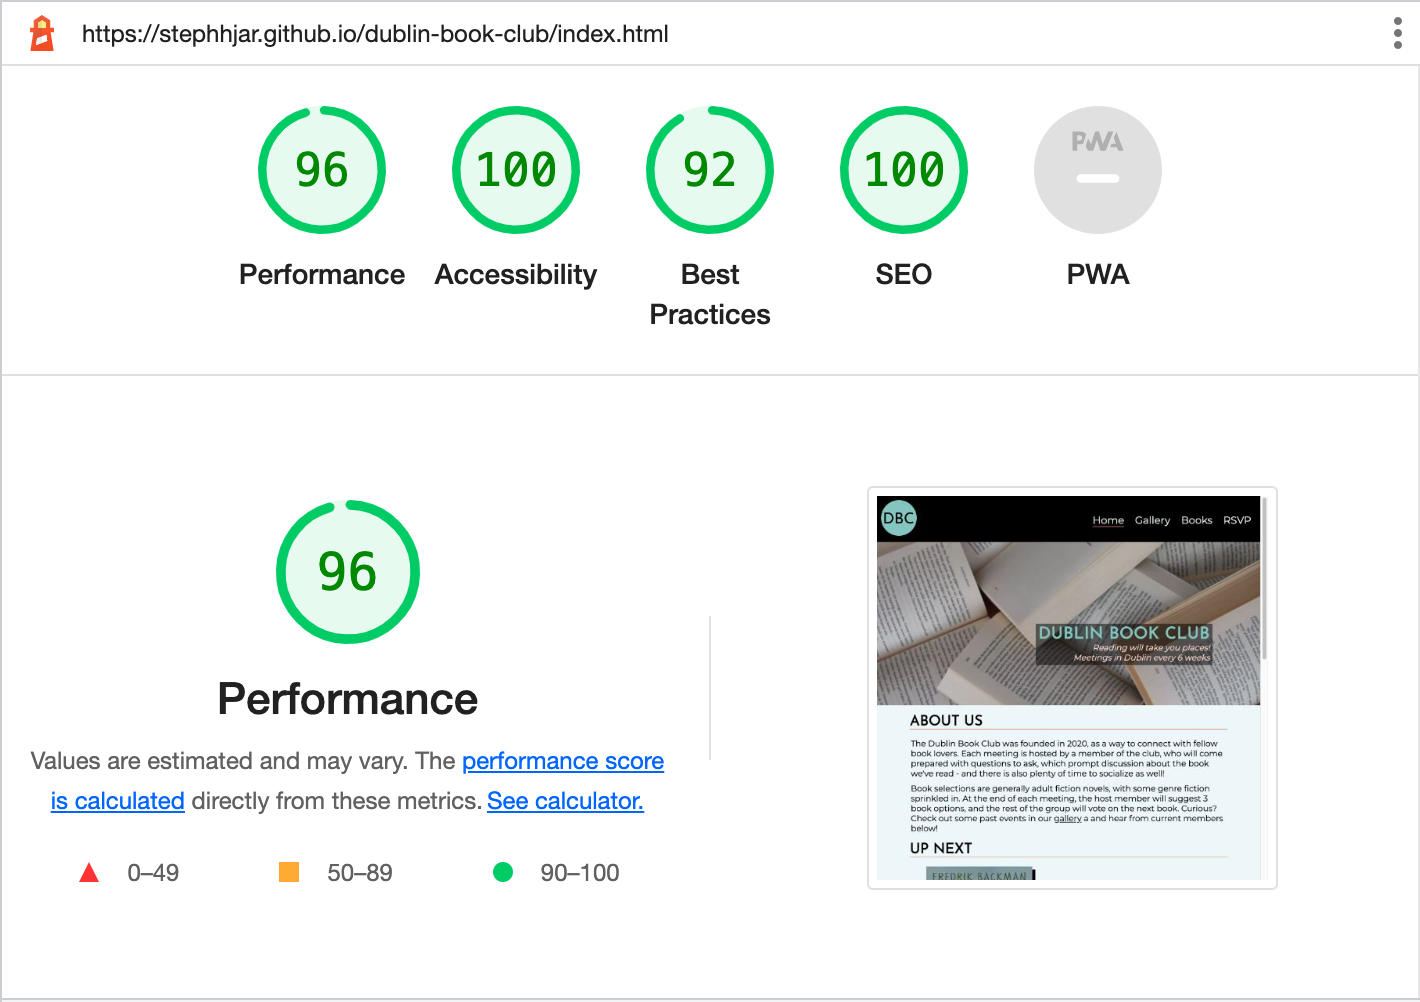 https://stephhjar.github.io/dublin-book-club/index.html
96
100
92
100
PWA
Performance
Accessibility
Best
Practices
SEO
PWA
96
Performance
Values are estimated and may vary. The performance score
is calculated directly from these metrics. See calculator.
0–49
50–89
90–100
DBC
Home
Gallery
Books
RSVP
DUBLIN BOOK CLUB
Reading will take you places!
Meetings in Dublin every 6 weeks
ABOUT US
The Dublin Book Club was founded in 2020, as a way to connect with fellow
book lovers. Each meeting is hosted by a member of the club, who will come
prepared with questions to ask, which prompt discussion about the book
we've read - and there is also plenty of time to socialize as well!
Book selections are generally adult fiction novels, with some genre fiction
sprinkled in. At the end of each meeting, the host member will suggest 3
book options, and the rest of the group will vote on the next book. Curious?
Check out some past events in our gallery a and hear from current members
below!
UP NEXT
FREDRIK BACKMAN